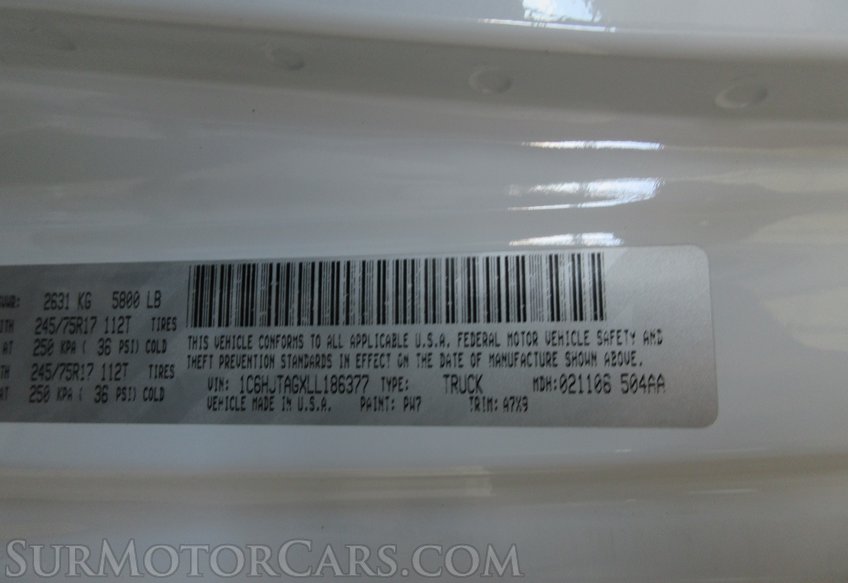 2631 KG 5800 LB
245/75R17 112T TIRES
AT 250 KPA ( 36 PSI) COLD
245/75R17 112T TIRES
AT 250 KPA ( 36 PSI) COLD
THIS VEHICLE CONFORMS TO ALL APPLICABLE U.S.A. FEDERAL MOTOR VEHICLE SAFETY AND
THEFT PREVENTION STANDARDS IN EFFECT ON THE DATE OF MANUFACTURE SHOWN ABOVE.
VIN: 1C6HJTAGXLL186377 TYPE: TRUCK MDH:021106 504AA
VEHICLE MADE IN U.S.A. PAINT: PW7 TRIM: A7X9
SURMOTORCARS.COM